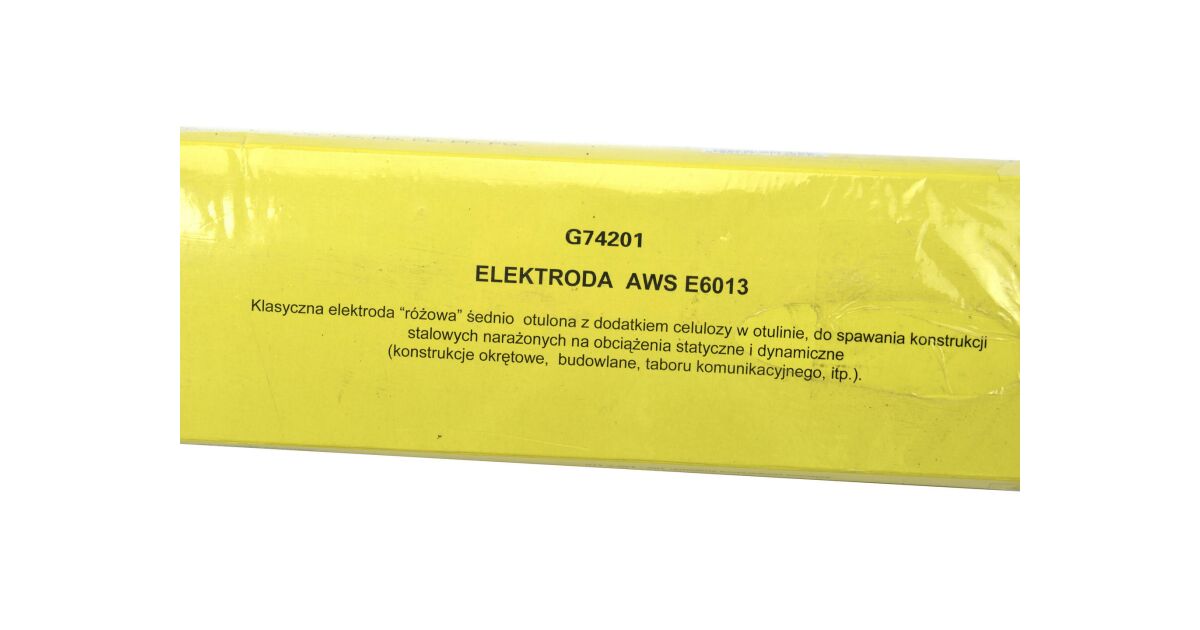 G74201
ELEKTRODA AWS E6013
Klasyczna elektroda “różowa” śednio otulona z dodatkiem celulozy w otulinie, do spawania konstrukcji
stalowych narażonych na obciążenia statyczne i dynamiczne
(konstrukcje okrętowe, budowlane, taboru komunikacyjnego, itp.).